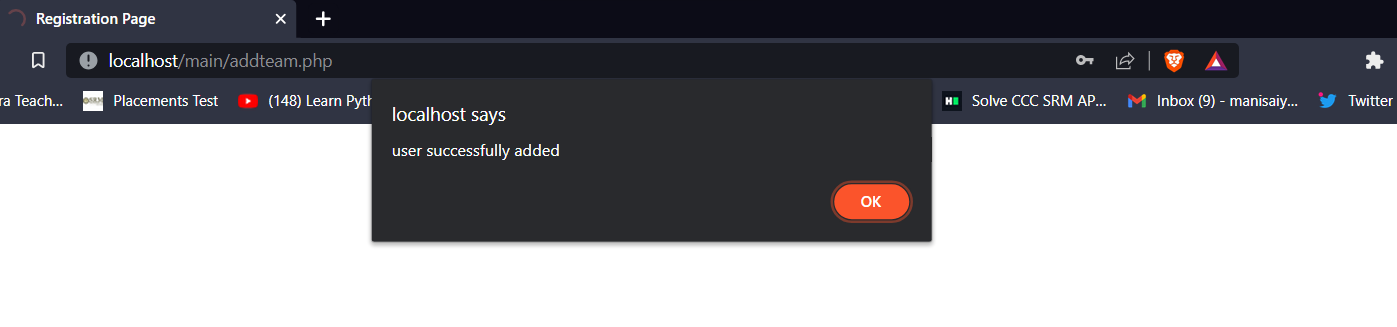 Registration Page
localhost/main/addteam.php
ra Teach... Placements Test (148) Learn Pyth Solve CCC SRM AP... Inbox (9) - manisaiy... Twitter
localhost says
user successfully added
OK